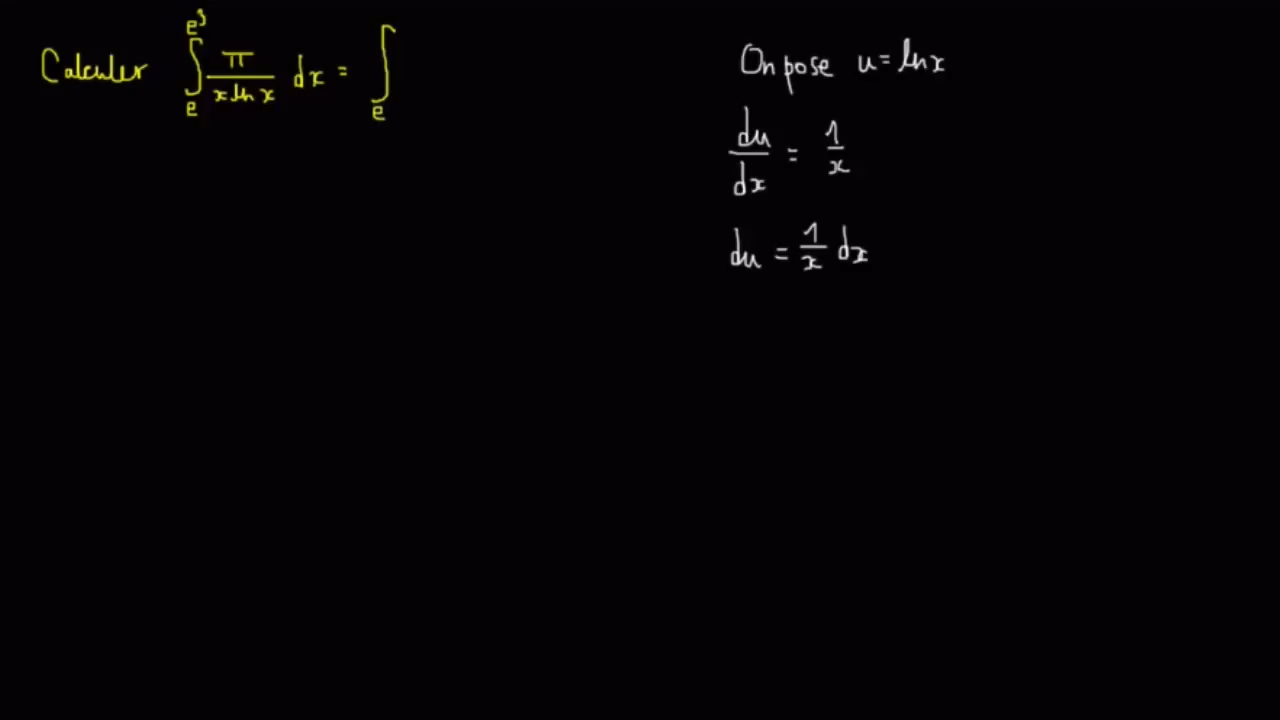 Calculer ∫_e^{e³} π/(x ln x) dx = ∫_e
On pose u = ln x
du/dx = 1/x
du = 1/x dx